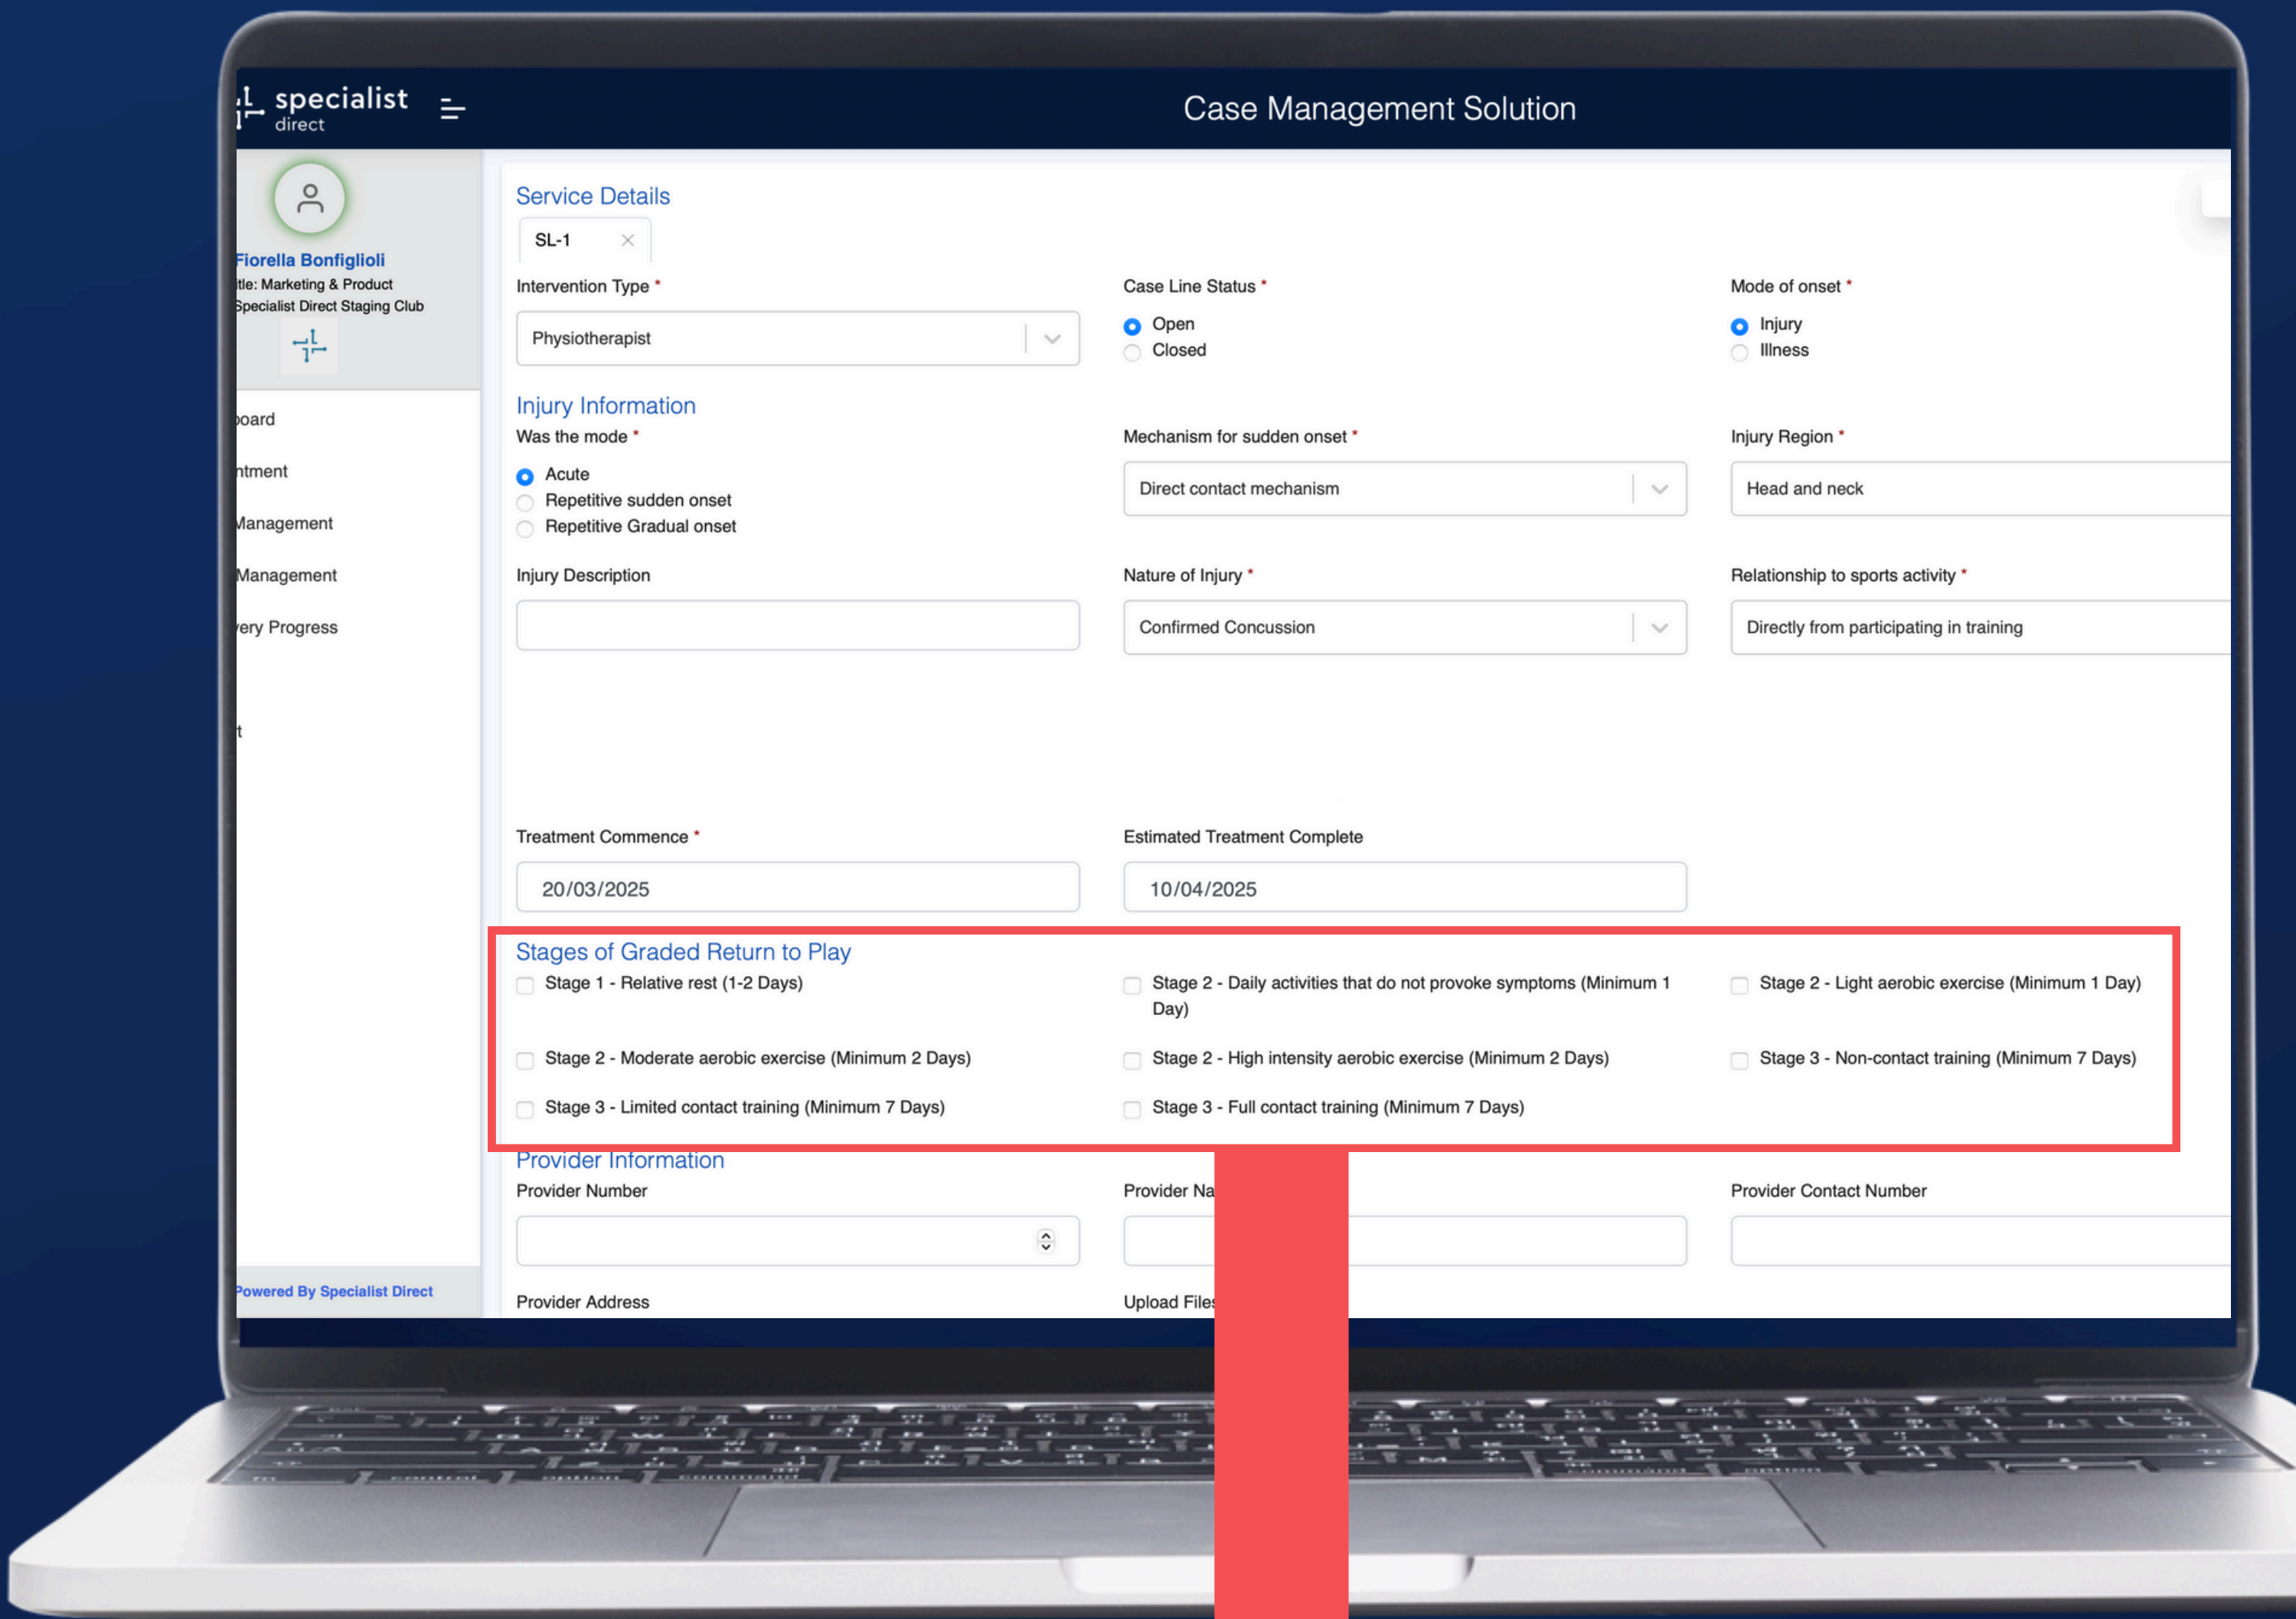 specialist
direct
Case Management Solution
Fiorella Bonfiglioli
Marketing & Product
Specialist Direct Staging Club
Management
Management
Progress
Powered By Specialist Direct
Service Details
SL-1
Intervention Type *
Case Line Status *
Mode of onset *
Physiotherapist
Open
Closed
Injury
Illness
Injury Information
Was the mode *
Mechanism for sudden onset *
Injury Region *
Acute
Repetitive sudden onset
Repetitive Gradual onset
Direct contact mechanism
Head and neck
Injury Description
Nature of Injury *
Relationship to sports activity *
Confirmed Concussion
Directly from participating in training
Treatment Commence *
Estimated Treatment Complete
20/03/2025
10/04/2025
Stages of Graded Return to Play
Stage 1 - Relative rest (1-2 Days)
Stage 2 - Daily activities that do not provoke symptoms (Minimum 1
Day)
Stage 2 - Light aerobic exercise (Minimum 1 Day)
Stage 2 - Moderate aerobic exercise (Minimum 2 Days)
Stage 2 - High intensity aerobic exercise (Minimum 2 Days)
Stage 3 - Non-contact training (Minimum 7 Days)
Stage 3 - Limited contact training (Minimum 7 Days)
Stage 3 - Full contact training (Minimum 7 Days)
Provider Information
Provider Number
Provider
Provider Contact Number
Provider Address
Upload
control
option
command
command
option